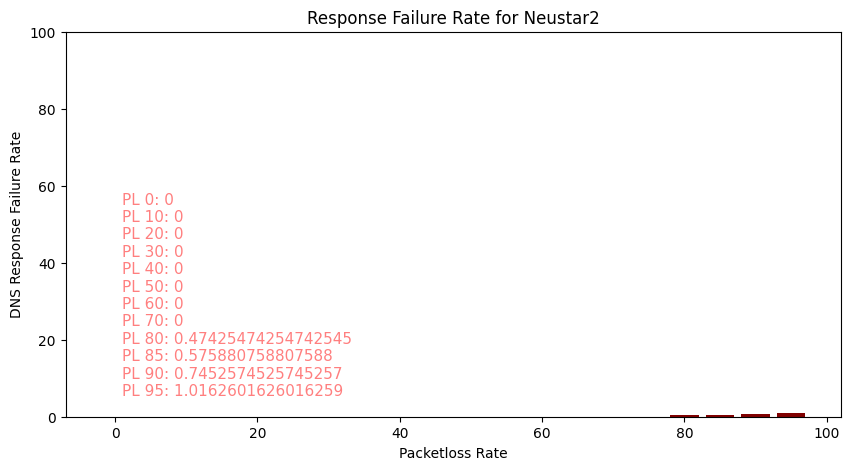 Response Failure Rate for Neustar2
100
80
60
40
20
0
DNS Response Failure Rate
PL 0: 0
PL 10: 0
PL 20: 0
PL 30: 0
PL 40: 0
PL 50: 0
PL 60: 0
PL 70: 0
PL 80: 0.47425474254742545
PL 85: 0.575880758807588
PL 90: 0.7452574525745257
PL 95: 1.0162601626016259
0 20 40 60 80 100
Packetloss Rate